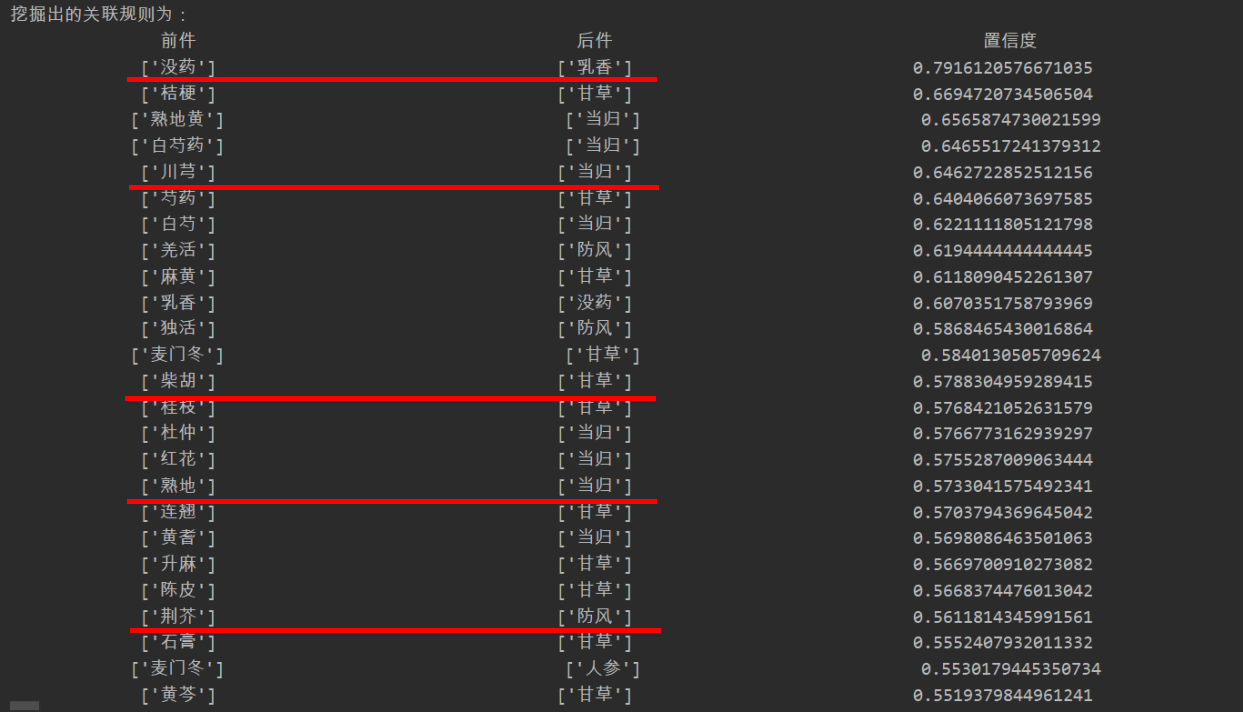 挖掘出的关联规则为：
前件 后件 置信度
['没药'] ['乳香'] 0.7916120576671035
['桔梗'] ['甘草'] 0.6694720734506504
['熟地黄'] ['当归'] 0.6565874730021599
['白芍药'] ['当归'] 0.6465517241379312
['川芎'] ['当归'] 0.6462722852512156
['芍药'] ['甘草'] 0.6404066073697585
['白芍'] ['当归'] 0.6221111805121798
['羌活'] ['防风'] 0.6194444444444445
['麻黄'] ['甘草'] 0.6118090452261307
['乳香'] ['没药'] 0.6070351758793969
['独活'] ['防风'] 0.5868465430016864
['麦门冬'] ['甘草'] 0.5840130505709624
['柴胡'] ['甘草'] 0.5788304959289415
['桂枝'] ['甘草'] 0.5768421052631579
['杜仲'] ['当归'] 0.5766773162939297
['红花'] ['当归'] 0.5755287009063444
['熟地'] ['当归'] 0.5733041575492341
['连翘'] ['甘草'] 0.5703794369645042
['黄耆'] ['当归'] 0.5698086463501063
['升麻'] ['甘草'] 0.5669700910273082
['陈皮'] ['甘草'] 0.5668374476013042
['荆芥'] ['防风'] 0.5611814345991561
['石膏'] ['甘草'] 0.5552407932011332
['麦门冬'] ['人参'] 0.5530179445350734
['黄芩'] ['甘草'] 0.5519379844961241